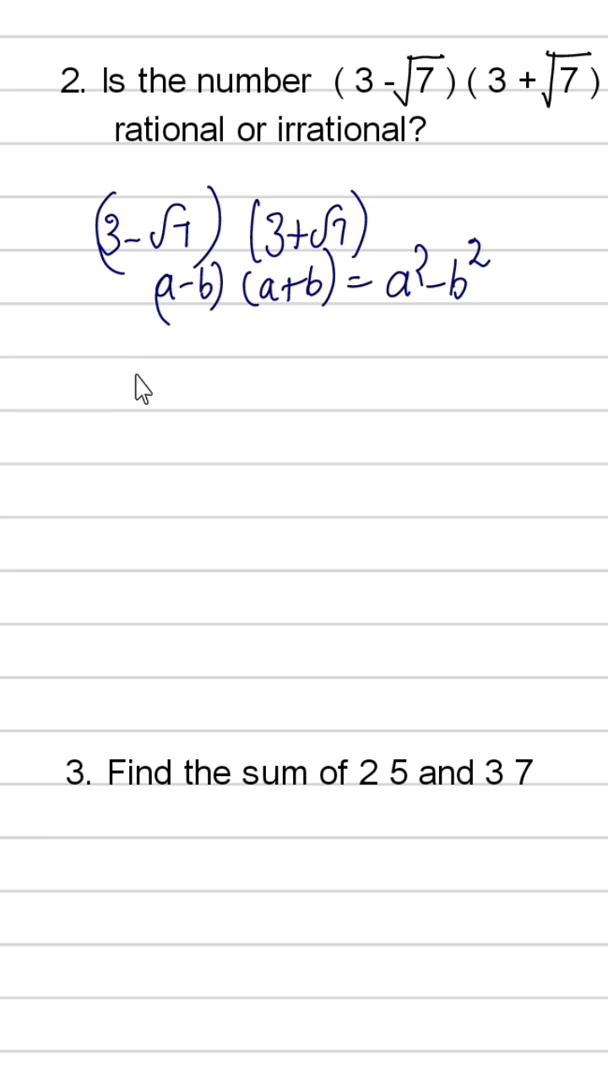 2. Is the number (3 -√7)(3 +√7)
rational or irrational?
(3-√7) (3+√7)
(a-b) (a+b) = a²-b²
3. Find the sum of 2 5 and 3 7